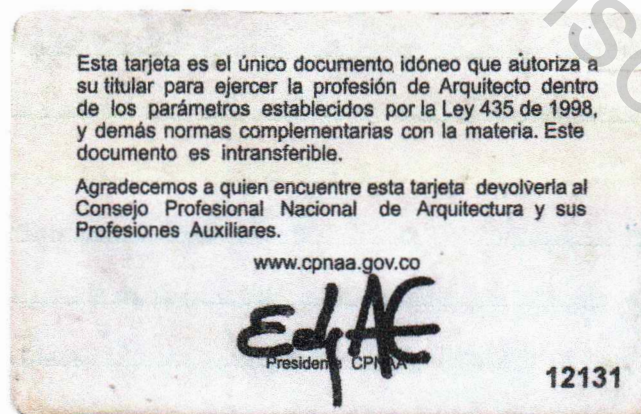 Esta tarjeta es el único documento idóneo que autoriza a
su titular para ejercer la profesión de Arquitecto dentro
de los parámetros establecidos por la Ley 435 de 1998,
y demás normas complementarias con la materia. Este
documento es intransferible.
Agradecemos a quien encuentre esta tarjeta devolverla al
Consejo Profesional Nacional de Arquitectura y sus
Profesiones Auxiliares.
www.cpnaa.gov.co
Presidente CPNAA
12131